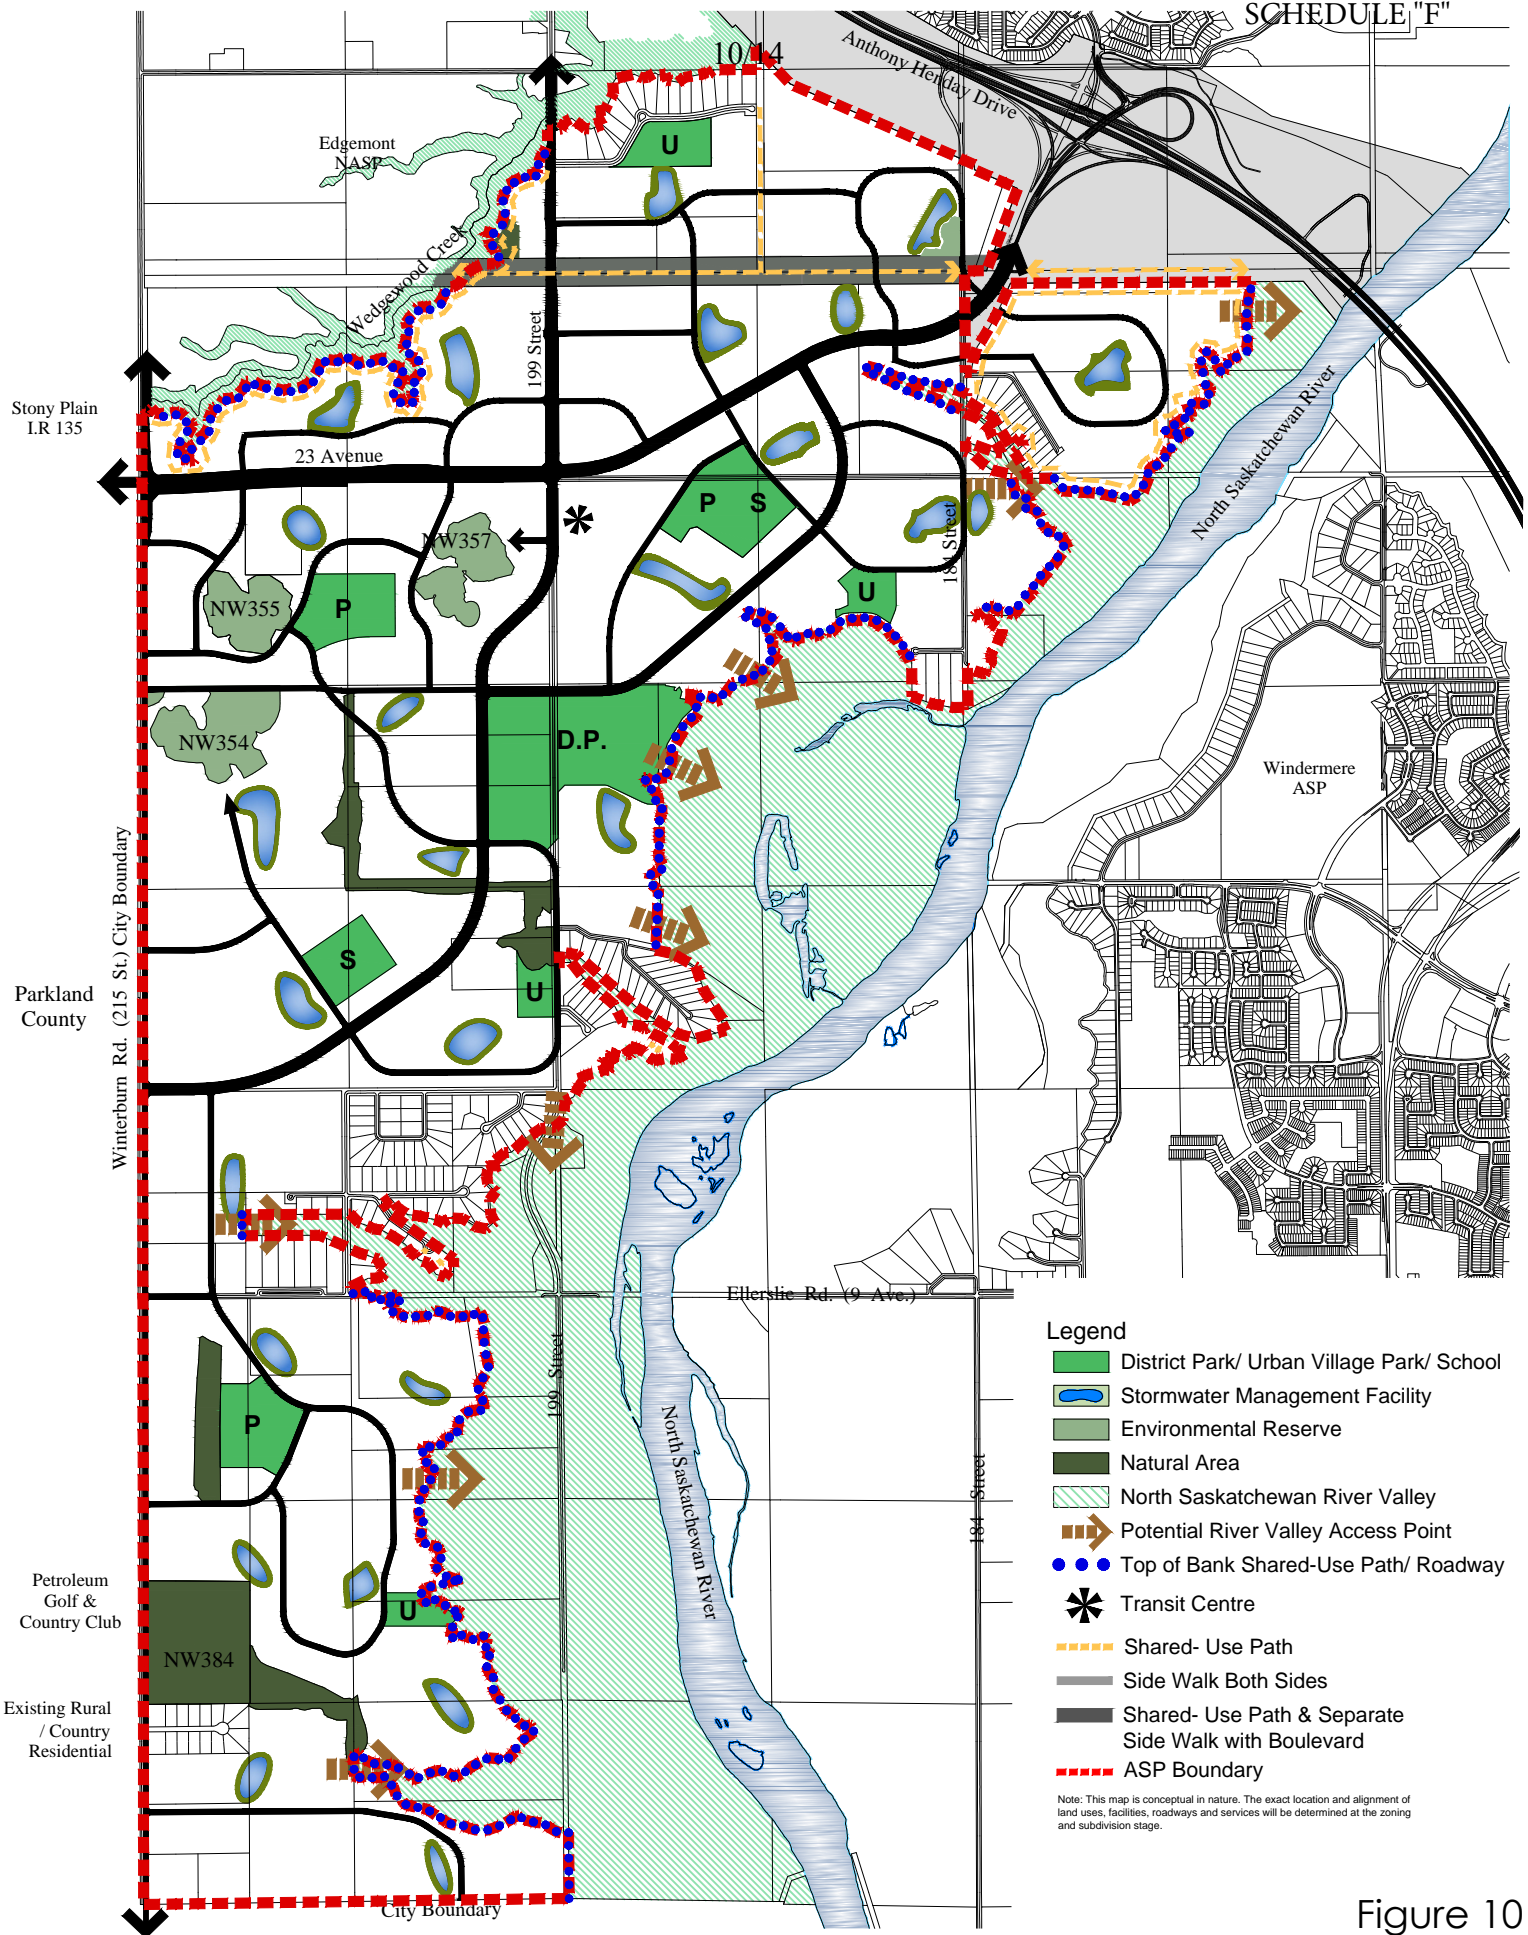 SCHEDULE "F"
10/14
Anthony Henday Drive
Edgemont
NASP
U
Wedgewood Creek
199 Street
Stony Plain
I.R 135
23 Avenue
North Saskatchewan River
P S
NW357
184 Street
NW355
P
U
NW354
D.P.
Windermere
ASP
Winterburn Rd. (215 St.) City Boundary
S
U
Parkland
County
Ellerslie Rd. (9 Ave.)
199 Street
P
North Saskatchewan River
184 Street
Petroleum
Golf &
Country Club
U
NW384
Existing Rural
/ Country
Residential
City Boundary
Legend
District Park/ Urban Village Park/ School
Stormwater Management Facility
Environmental Reserve
Natural Area
North Saskatchewan River Valley
Potential River Valley Access Point
Top of Bank Shared-Use Path/ Roadway
Transit Centre
Shared- Use Path
Side Walk Both Sides
Shared- Use Path & Separate
Side Walk with Boulevard
ASP Boundary
Note: This map is conceptual in nature. The exact location and alignment of
land uses, facilities, roadways and services will be determined at the zoning
and subdivision stage.
Figure 10